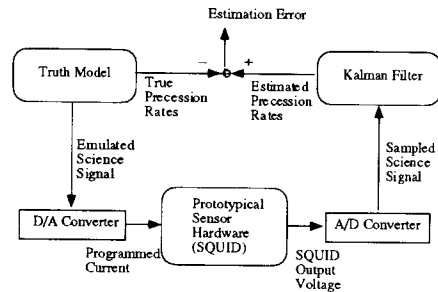 Estimation Error
Truth Model
−
+
Kalman Filter
True
Precession
Rates
Estimated
Precession
Rates
Emulated
Science
Signal
Sampled
Science
Signal
D/A Converter
Prototypical
Sensor
Hardware
(SQUID)
A/D Converter
Programmed
Current
SQUID
Output
Voltage